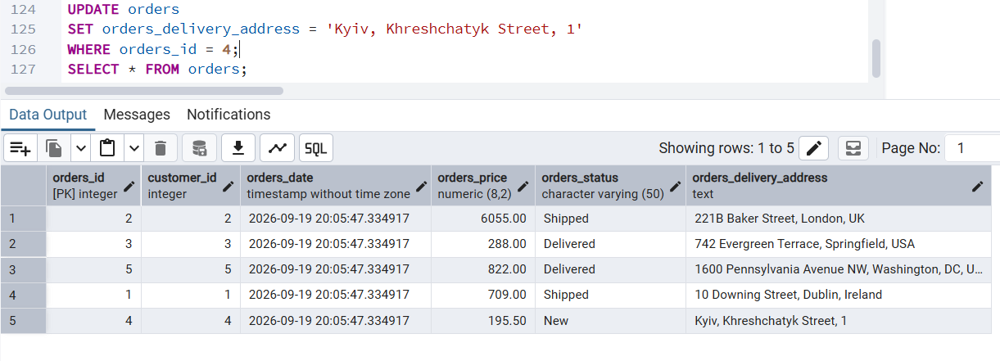 124 UPDATE orders
125 SET orders_delivery_address = 'Kyiv, Khreshchatyk Street, 1'
126 WHERE orders_id = 4;
127 SELECT * FROM orders;
Data Output Messages Notifications
SQL Showing rows: 1 to 5 Page No: 1
orders_id customer_id orders_date orders_price orders_status orders_delivery_address
[PK] integer integer timestamp without time zone numeric (8,2) character varying (50) text
1 2 2 2026-09-19 20:05:47.334917 6055.00 Shipped 221B Baker Street, London, UK
2 3 3 2026-09-19 20:05:47.334917 288.00 Delivered 742 Evergreen Terrace, Springfield, USA
3 5 5 2026-09-19 20:05:47.334917 822.00 Delivered 1600 Pennsylvania Avenue NW, Washington, DC, U...
4 1 1 2026-09-19 20:05:47.334917 709.00 Shipped 10 Downing Street, Dublin, Ireland
5 4 4 2026-09-19 20:05:47.334917 195.50 New Kyiv, Khreshchatyk Street, 1